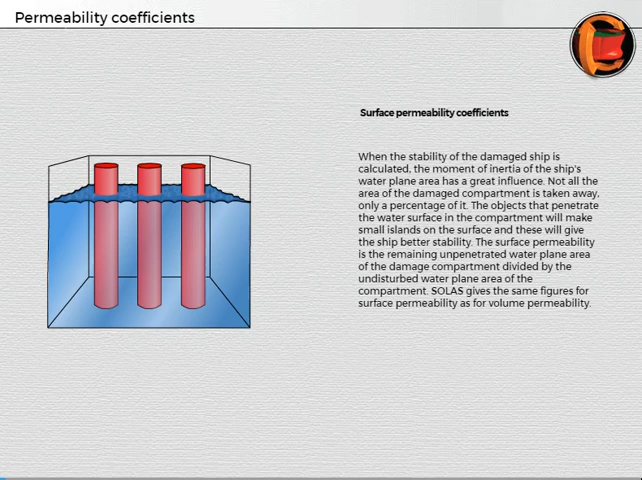 Permeability coefficients
Surface permeability coefficients
When the stability of the damaged ship is
calculated, the moment of inertia of the ship's
water plane area has a great influence. Not all the
area of the damaged compartment is taken away,
only a percentage of it. The objects that penetrate
the water surface in the compartment will make
small islands on the surface and these will give
the ship better stability. The surface permeability
is the remaining unpenetrated water plane area
of the damage compartment divided by the
undisturbed water plane area of the
compartment. SOLAS gives the same figures for
surface permeability as for volume permeability.